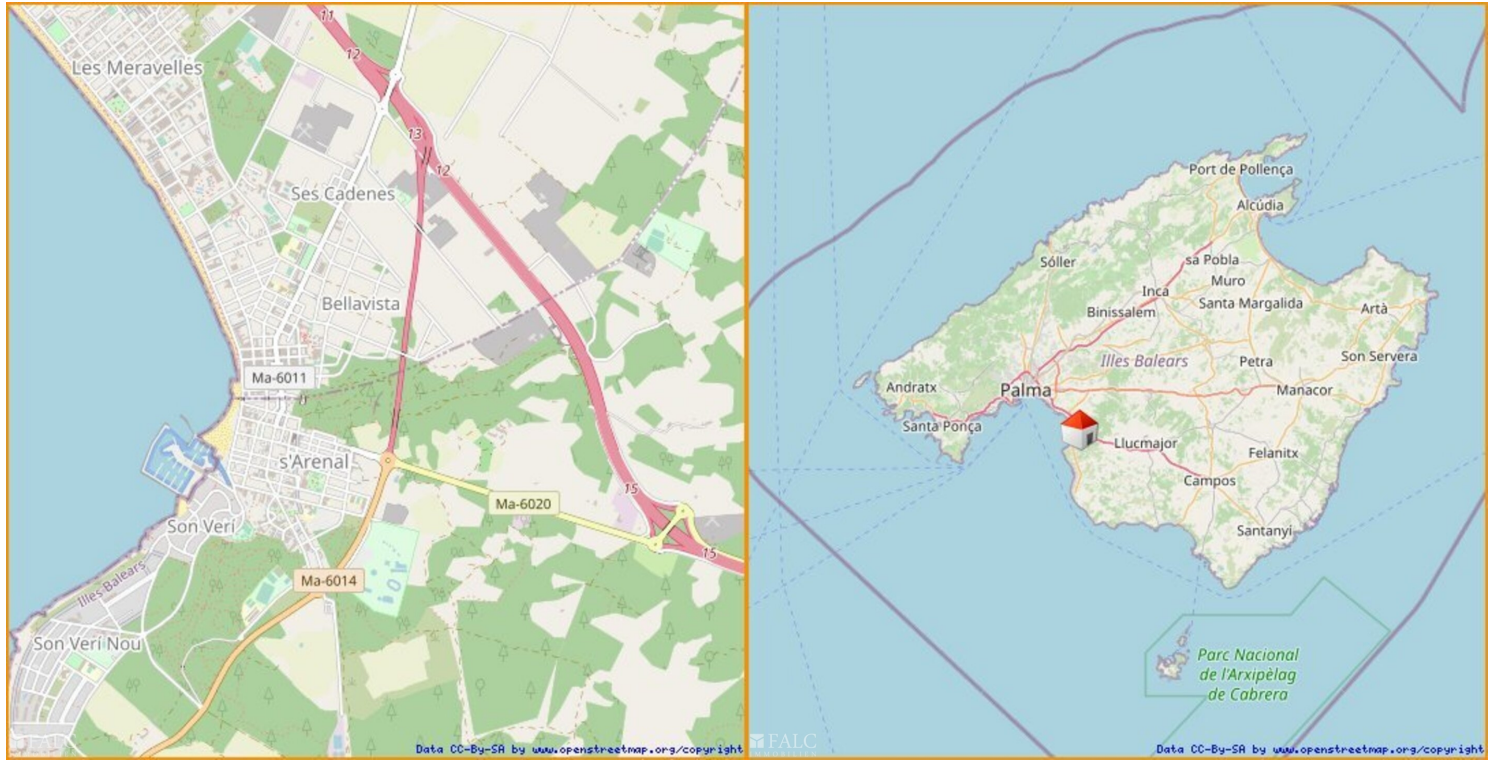 11
Les Meravelles
12
13
12
Ses Cadenes
Bellavista
Ma-6011
s'Arenal
15
Ma-6020
Son Verí
15
Ma-6014
Illes Balears
Son Verí Nou
Data CC-By-SA by www.openstreetmap.org/copyright
Port de Pollença
Alcúdia
Sóller
sa Pobla
Muro
Inca
Santa Margalida
Binissalem
Artà
Illes Balears
Petra
Son Servera
Andratx
Palma
Manacor
Santa Ponça
Llucmajor
Felanitx
Campos
Santanyí
Parc Nacional
de l'Arxipèlag
de Cabrera
FALC
Data CC-By-SA by www.openstreetmap.org/copyright